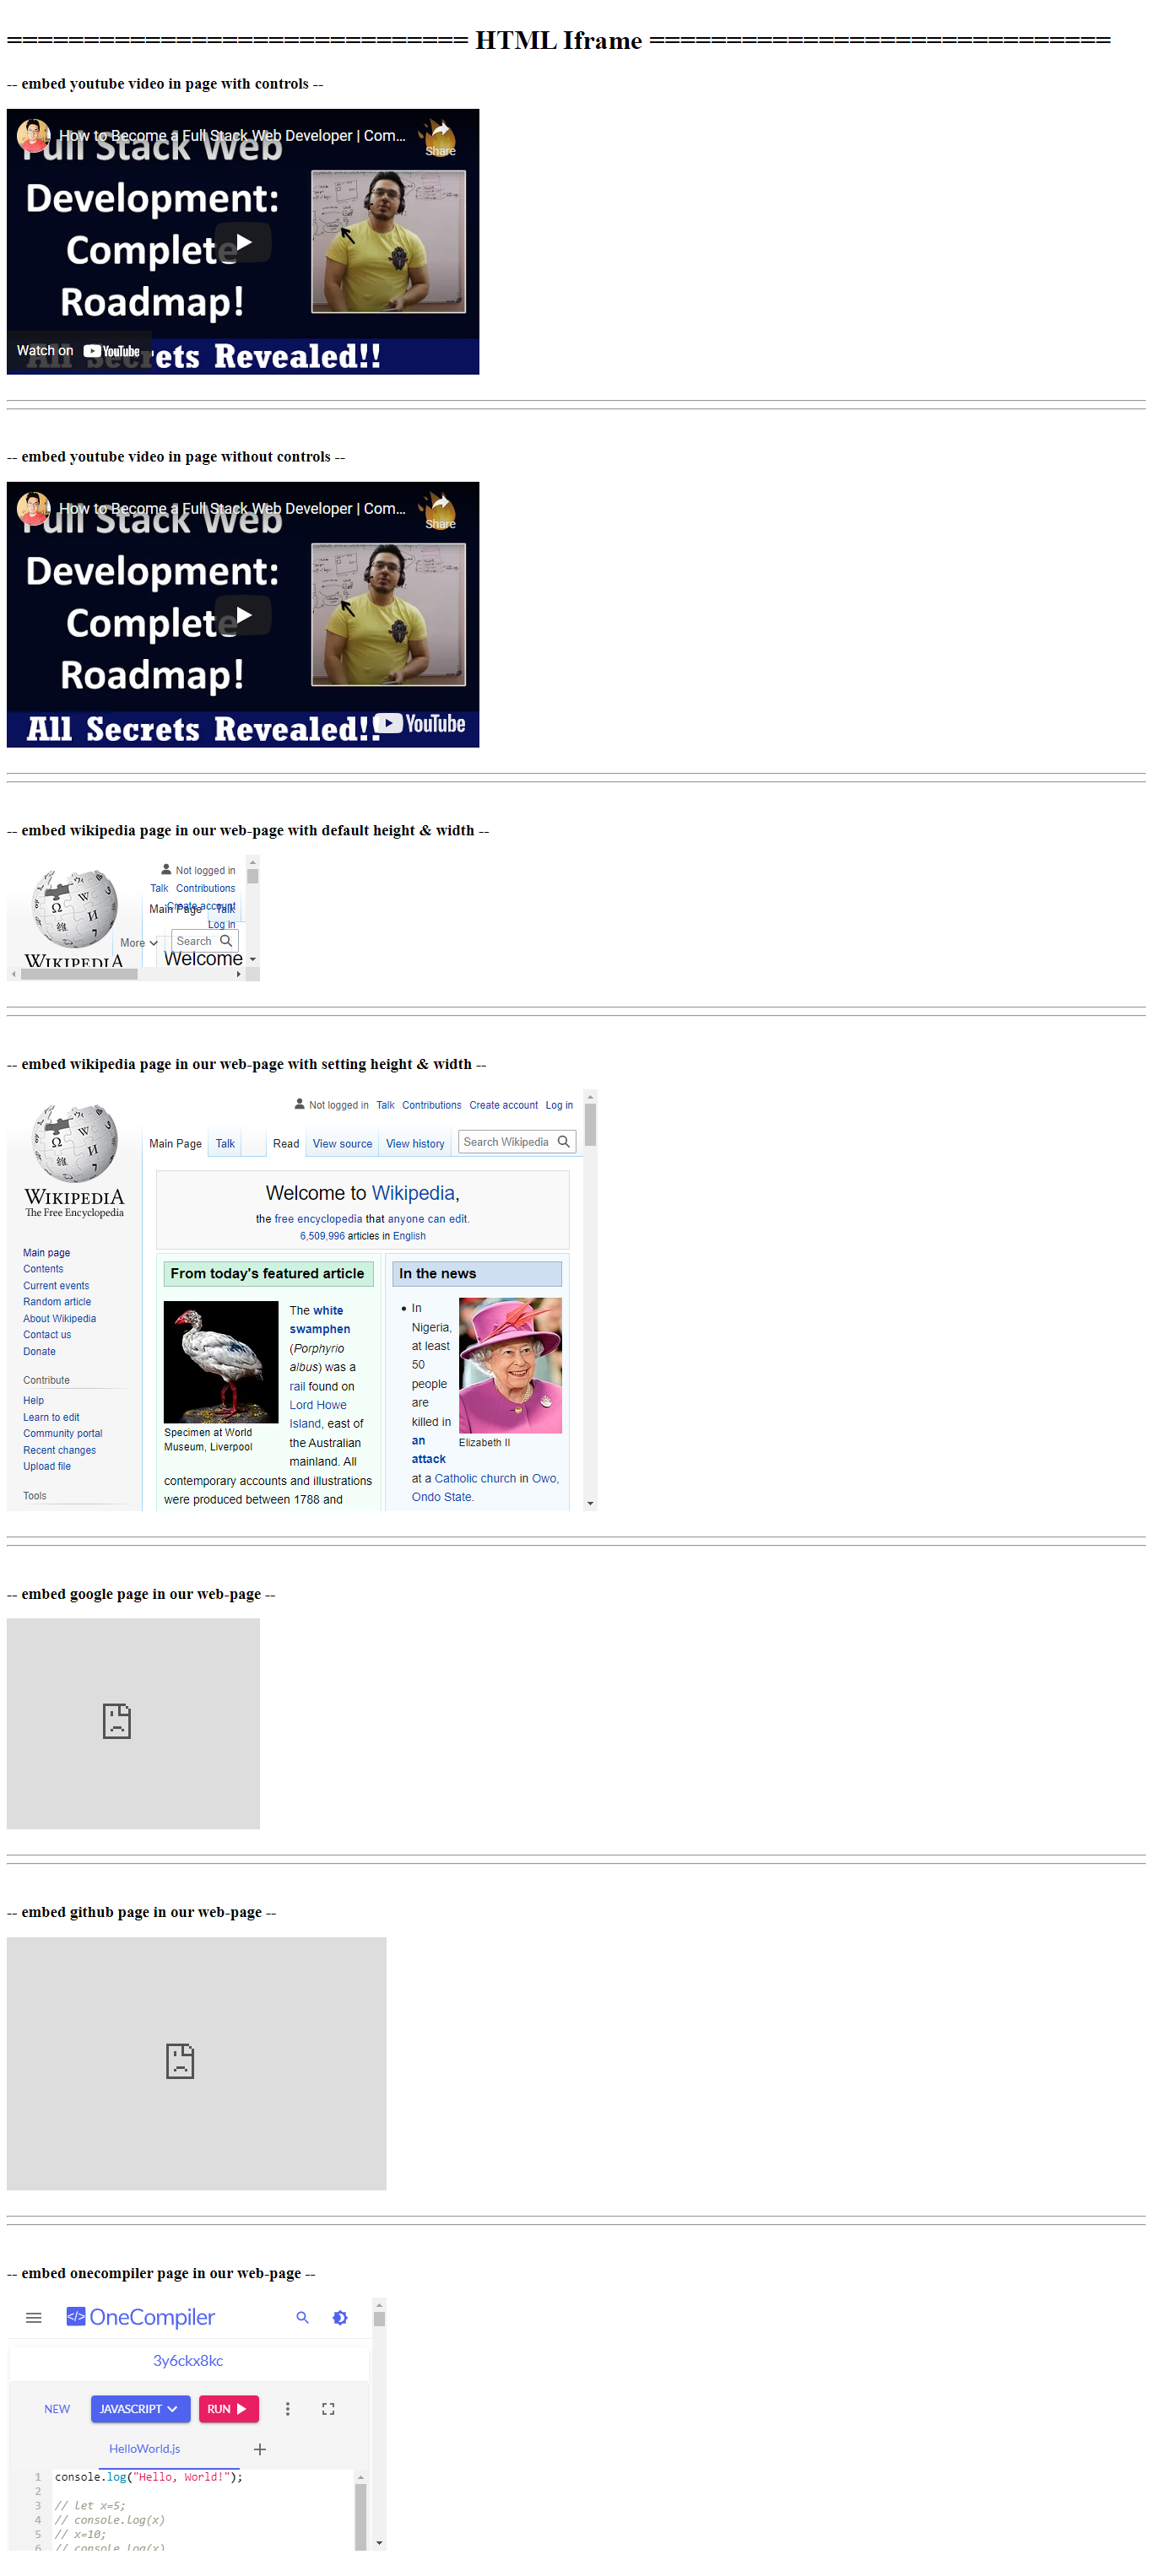 ============================== HTML Iframe ==============================
-- embed youtube video in page with controls --
How to Become a Full Stack Web Developer | Com...
Share
Full Stack Web
Development:
Complete
Roadmap!
Watch on YouTube
All Secrets Revealed!!
-- embed youtube video in page without controls --
How to Become a Full Stack Web Developer | Com...
Share
Full Stack Web
Development:
Complete
Roadmap!
All Secrets Revealed!!
YouTube
-- embed wikipedia page in our web-page with default height & width --
Not logged in
Talk Contributions
Create account
Main Page Talk
Log in
More Search
WIKIPEDIA Welcome
-- embed wikipedia page in our web-page with setting height & width --
Not logged in Talk Contributions Create account Log in
Main Page Talk Read View source View history Search Wikipedia
WIKIPEDIA
The Free Encyclopedia
Main page
Contents
Current events
Random article
About Wikipedia
Contact us
Donate
Contribute
Help
Learn to edit
Community portal
Recent changes
Upload file
Tools
Welcome to Wikipedia,
the free encyclopedia that anyone can edit.
6,509,996 articles in English
From today's featured article
The white
swamphen
(Porphyrio
albus) was a
rail found on
Lord Howe
Island, east of
the Australian
mainland. All
contemporary accounts and illustrations
were produced between 1788 and
Specimen at World
Museum, Liverpool
In the news
In
Nigeria,
at least
50
people
are
killed in
an
attack
at a Catholic church in Owo,
Ondo State.
Elizabeth II
-- embed google page in our web-page --
-- embed github page in our web-page --
-- embed onecompiler page in our web-page --
</> OneCompiler
3y6ckx8kc
NEW JAVASCRIPT RUN
HelloWorld.js +
1 console.log("Hello, World!");
2
3 // let x=5;
4 // console.log(x)
5 // x=10;
6 // console.log(x)